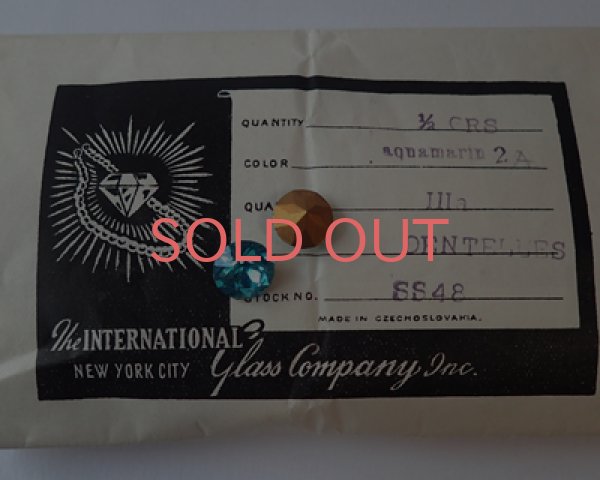 QUANTITY ½ CRS
COLOR aquamarin 2A
QUA III
SOLD OUT
DENTELLES
STOCK NO. SS48
MADE IN CZECHOSLOVAKIA.
The INTERNATIONAL
NEW YORK CITY Glass Company, Inc.